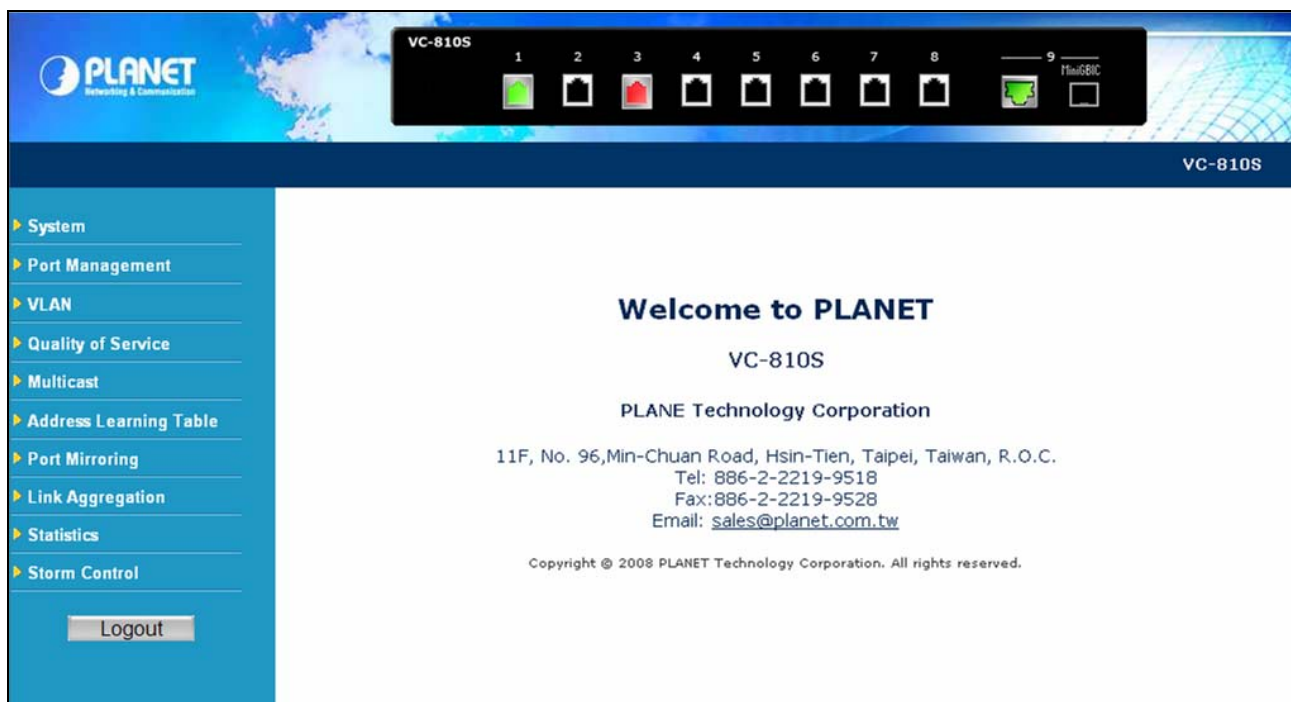 PLANET
Networking & Communication
VC-810S
1 2 3 4 5 6 7 8 9
MiniGBIC
VC-810S
System
Port Management
VLAN
Quality of Service
Multicast
Address Learning Table
Port Mirroring
Link Aggregation
Statistics
Storm Control
Logout
Welcome to PLANET
VC-810S
PLANE Technology Corporation
11F, No. 96,Min-Chuan Road, Hsin-Tien, Taipei, Taiwan, R.O.C.
Tel: 886-2-2219-9518
Fax:886-2-2219-9528
Email: sales@planet.com.tw
Copyright © 2008 PLANET Technology Corporation. All rights reserved.